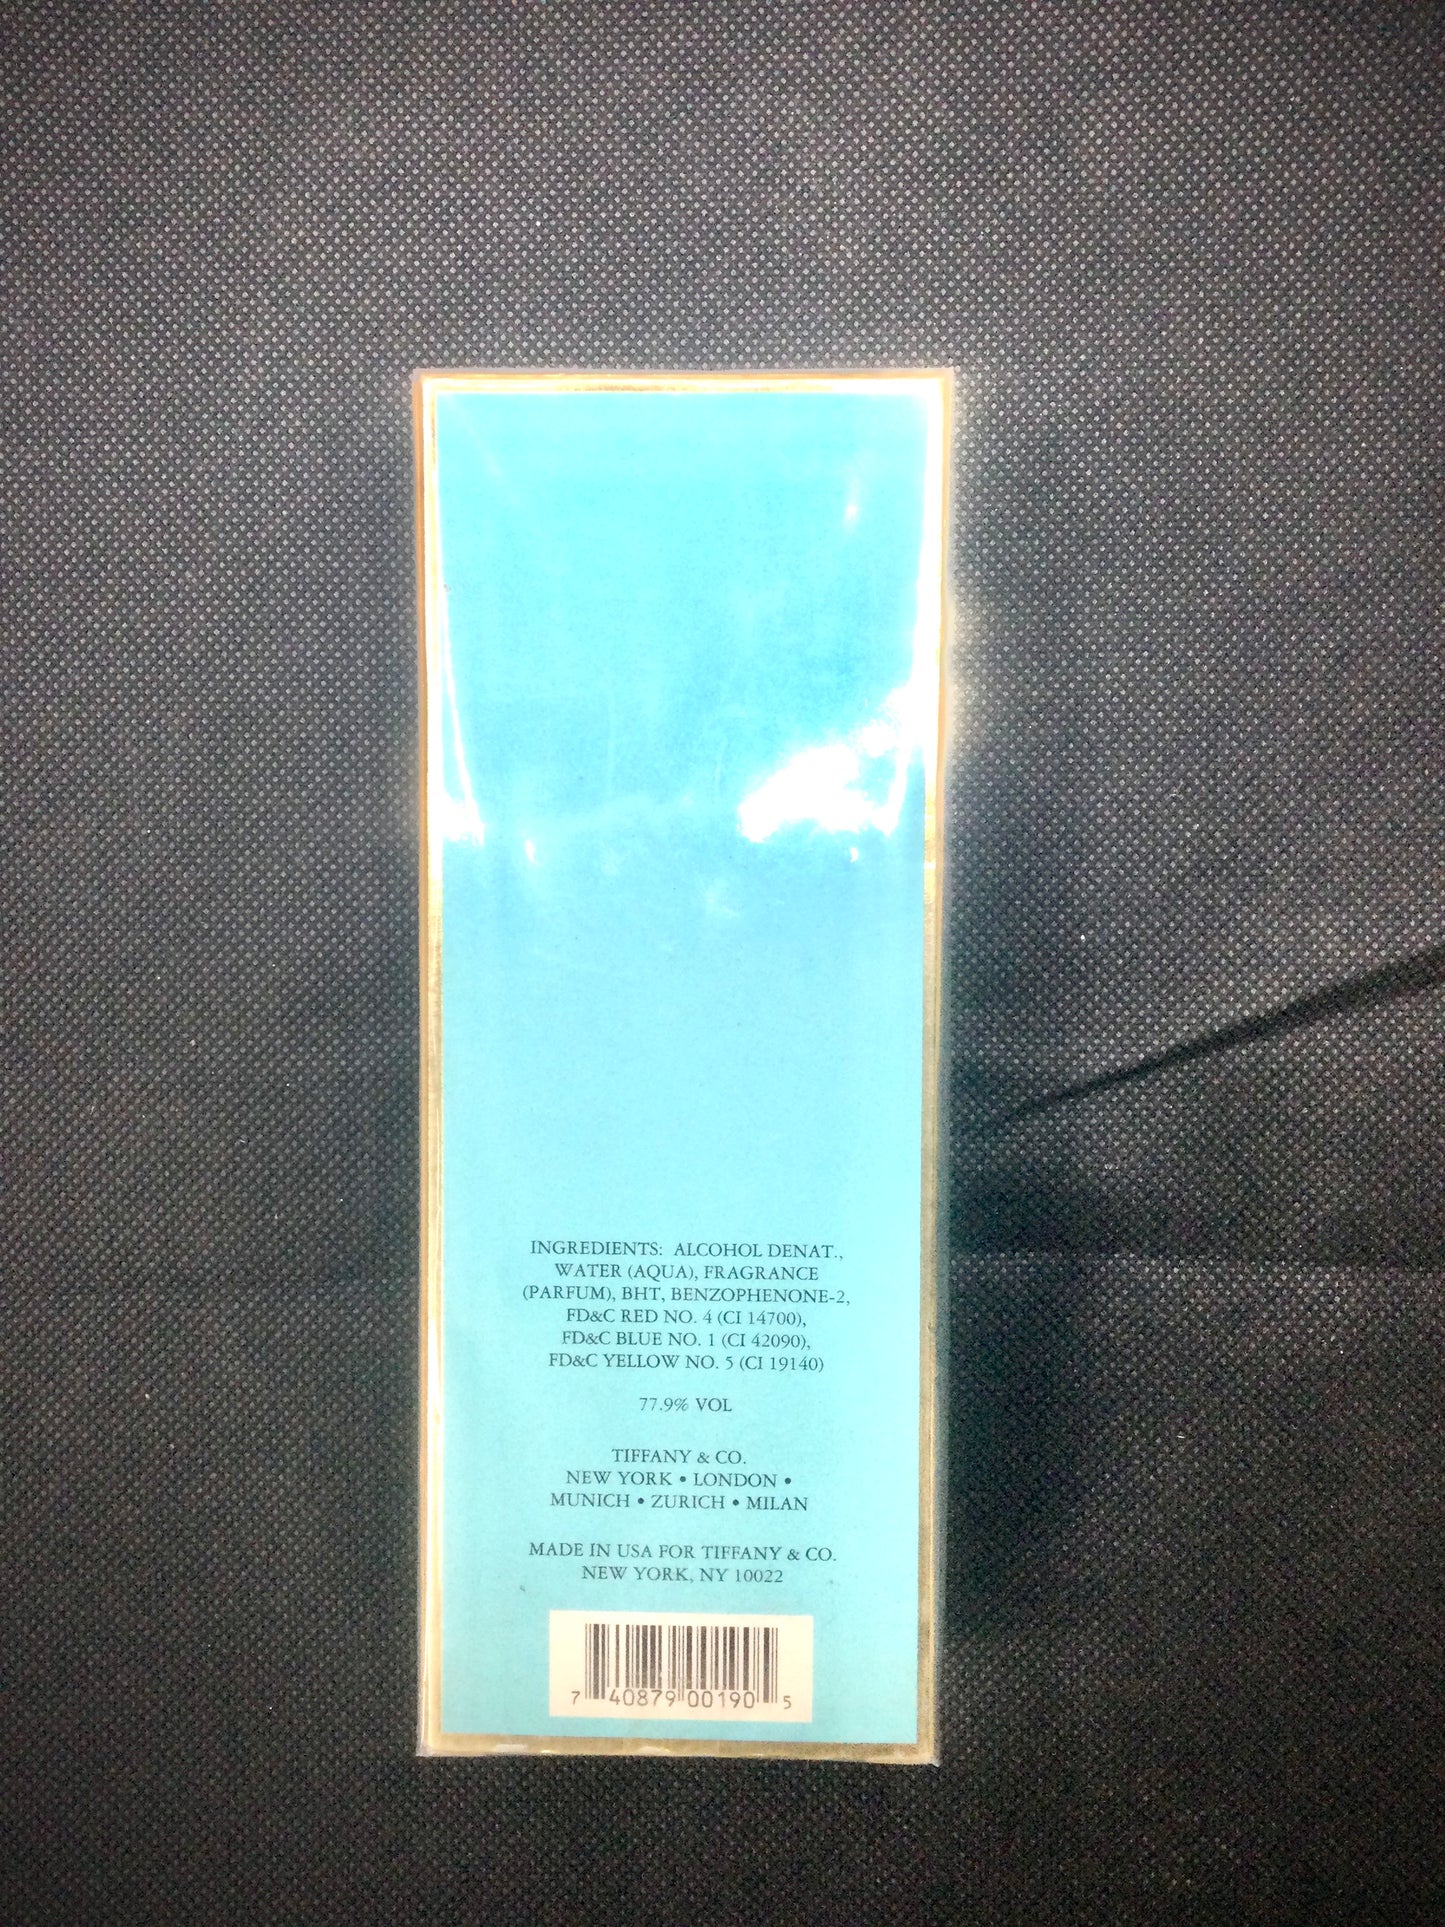 INGREDIENTS: ALCOHOL DENAT.,
WATER (AQUA), FRAGRANCE
(PARFUM), BHT, BENZOPHENONE-2,
FD&C RED NO. 4 (CI 14700),
FD&C BLUE NO. 1 (CI 42090),
FD&C YELLOW NO. 5 (CI 19140)
77.9% VOL
TIFFANY & CO.
NEW YORK • LONDON •
MUNICH • ZURICH • MILAN
MADE IN USA FOR TIFFANY & CO.
NEW YORK, NY 10022
7 40879 00190 5